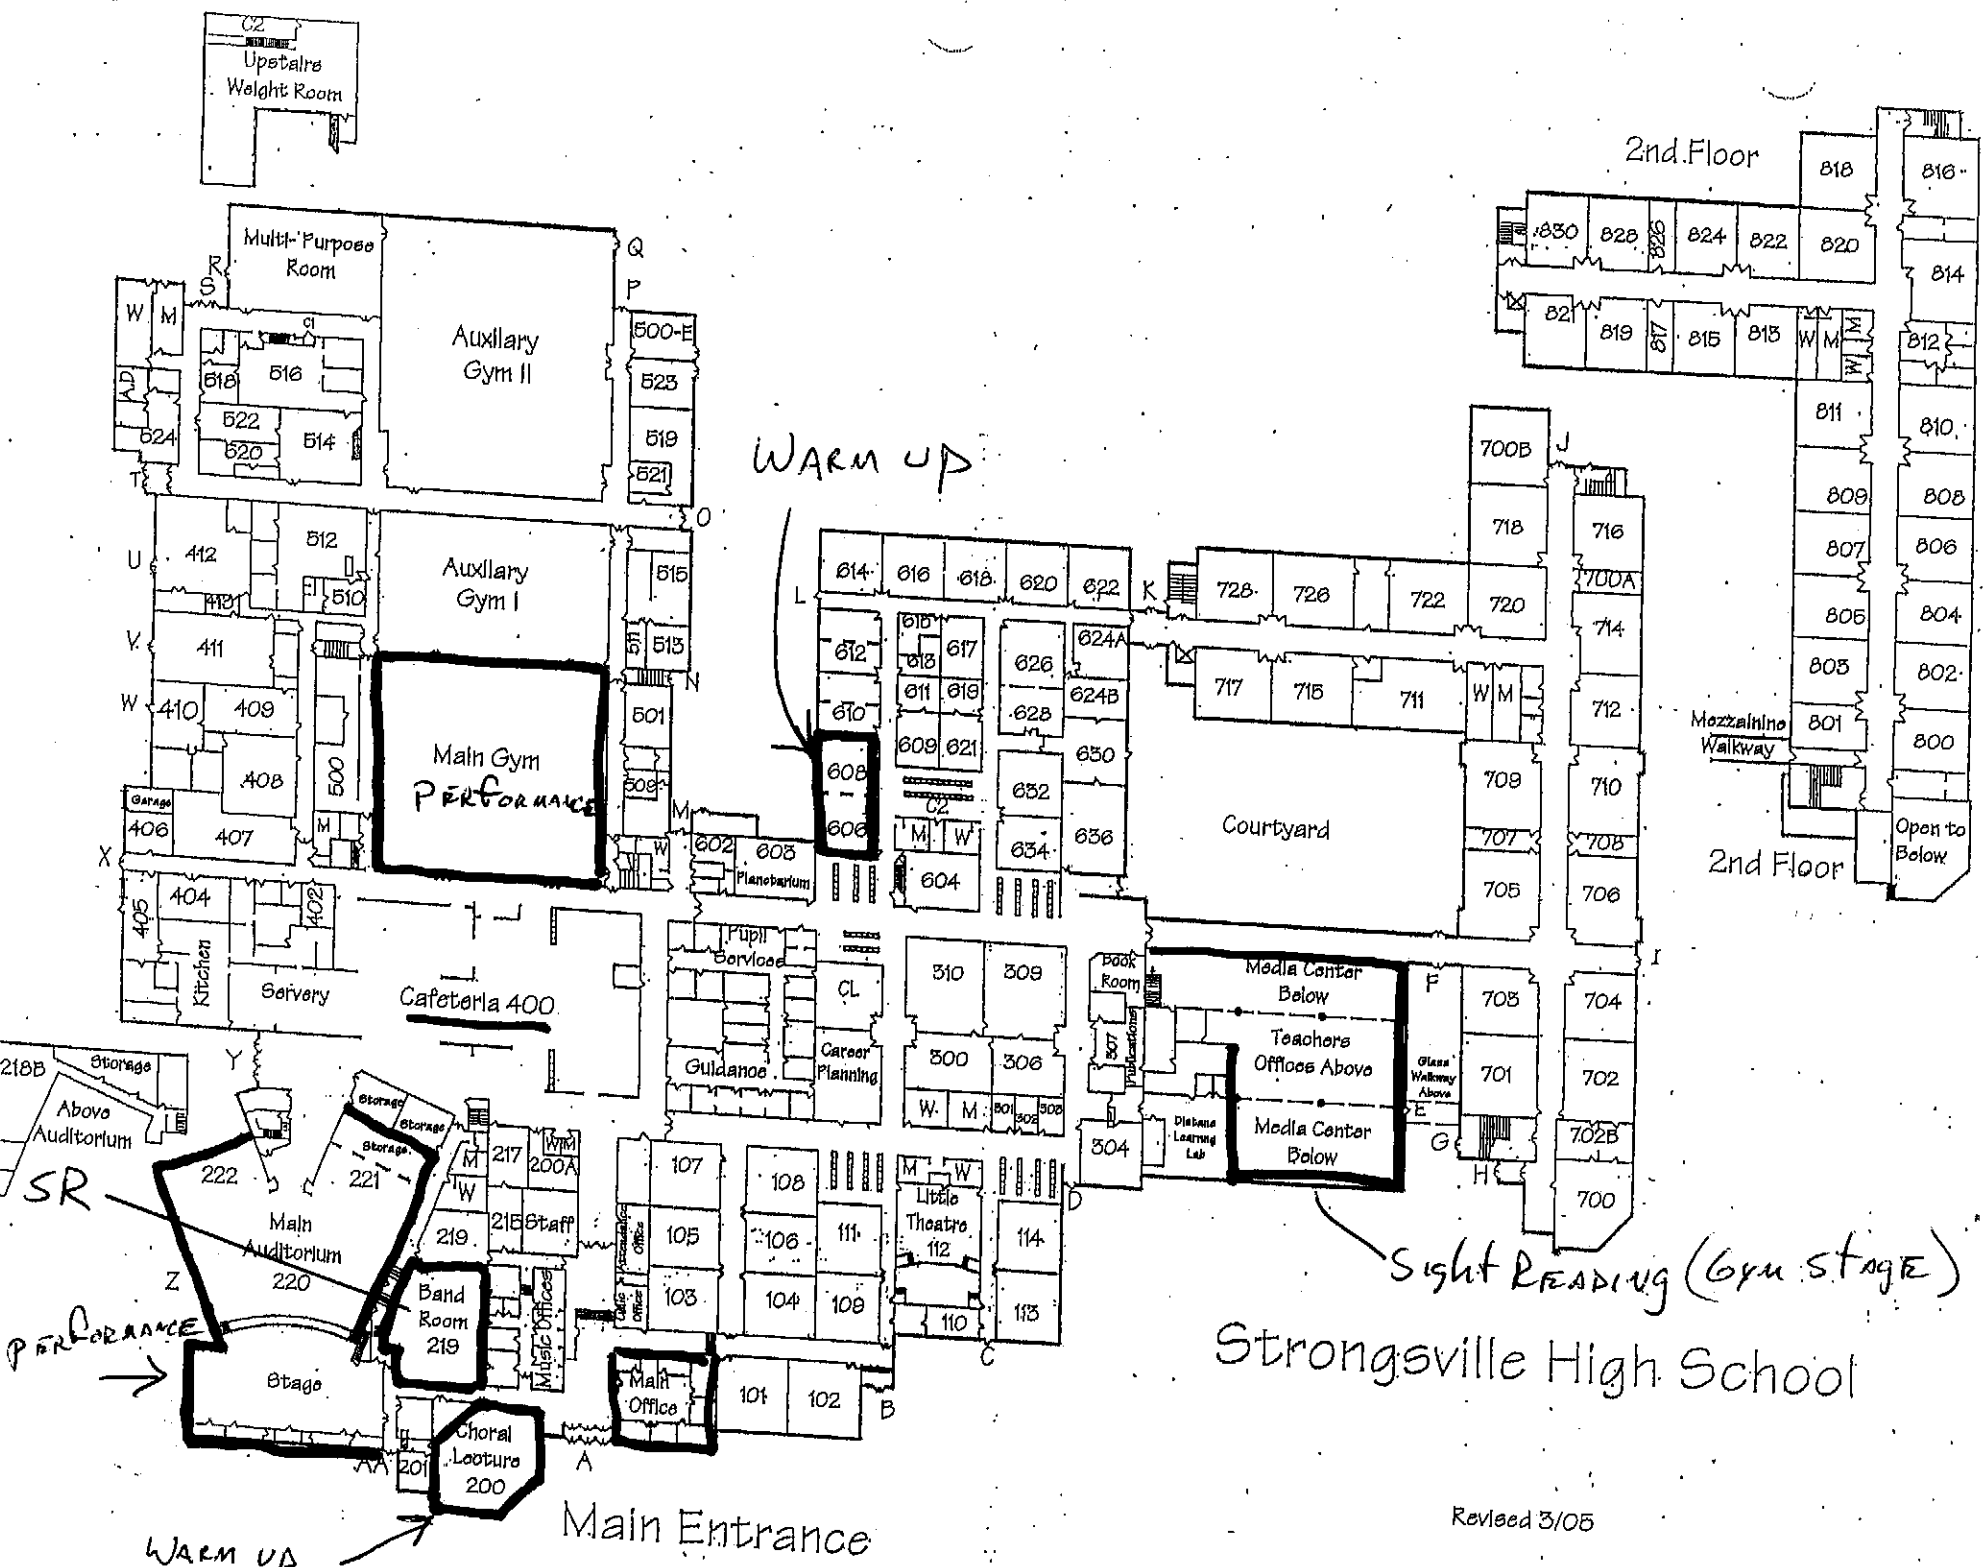 C2
Upstairs
Weight Room
2nd Floor
818
816
830
828
826
824
822
820
814
821
819
817
815
813
W
M
M
W
812
811
810
809
808
807
806
805
804
803
802
801
800
Mezzainine
Walkway
Open to
Below
2nd Floor
Multi-Purpose
Room
Q
R
S
P
W
M
C1
Auxilary
Gym II
500-E
518
516
523
A.D
522
514
519
524
520
521
T
O
WARM UP
412
512
Auxilary
Gym I
515
U
413
510
511
513
V
411
N
W
410
409
501
408
500
Main Gym
PERFORMANCE
509
Garage
406
407
M
W
M
X
602
603
Planetarium
614
616
618
620
622
K
L
612
615
613
617
626
624A
611
619
624B
610
628
609
621
630
608
C2
632
606
M
W
636
634
604
700B
J
718
716
700A
728
726
722
720
714
717
715
711
W
M
712
709
710
Courtyard
707
708
705
706
I
404
402
405
Kitchen
Servery
Cafeteria 400
Pupil
Services
CL
310
309
Book
Room
Media Center
Below
F
703
704
Guidance
Career
Planning
300
306
307
Publications
Teachers
Offices Above
Glass
Walkway
Above
701
702
W
M
301
302
303
E
304
Distance
Learning
Lab
Media Center
Below
G
702B
H
700
218B
Storage
Y
Above
Auditorium
Storage
Storage
Storage
222
221
M
217
W M
200A
107
108
M
W
D
SR
W
215
Staff
Little
Theatre
112
Main
Auditorium
220
219
Attendance
Office
105
106
111
114
Z
Band
Room
219
Music Offices
Office
103
104
109
110
113
C
Sight READING (Gym STAGE)
PERFORMANCE
Stage
Main
Office
101
102
B
Strongsville High School
AA
201
Choral
Lecture
200
A
Main Entrance
Revised 3/05
WARM UP